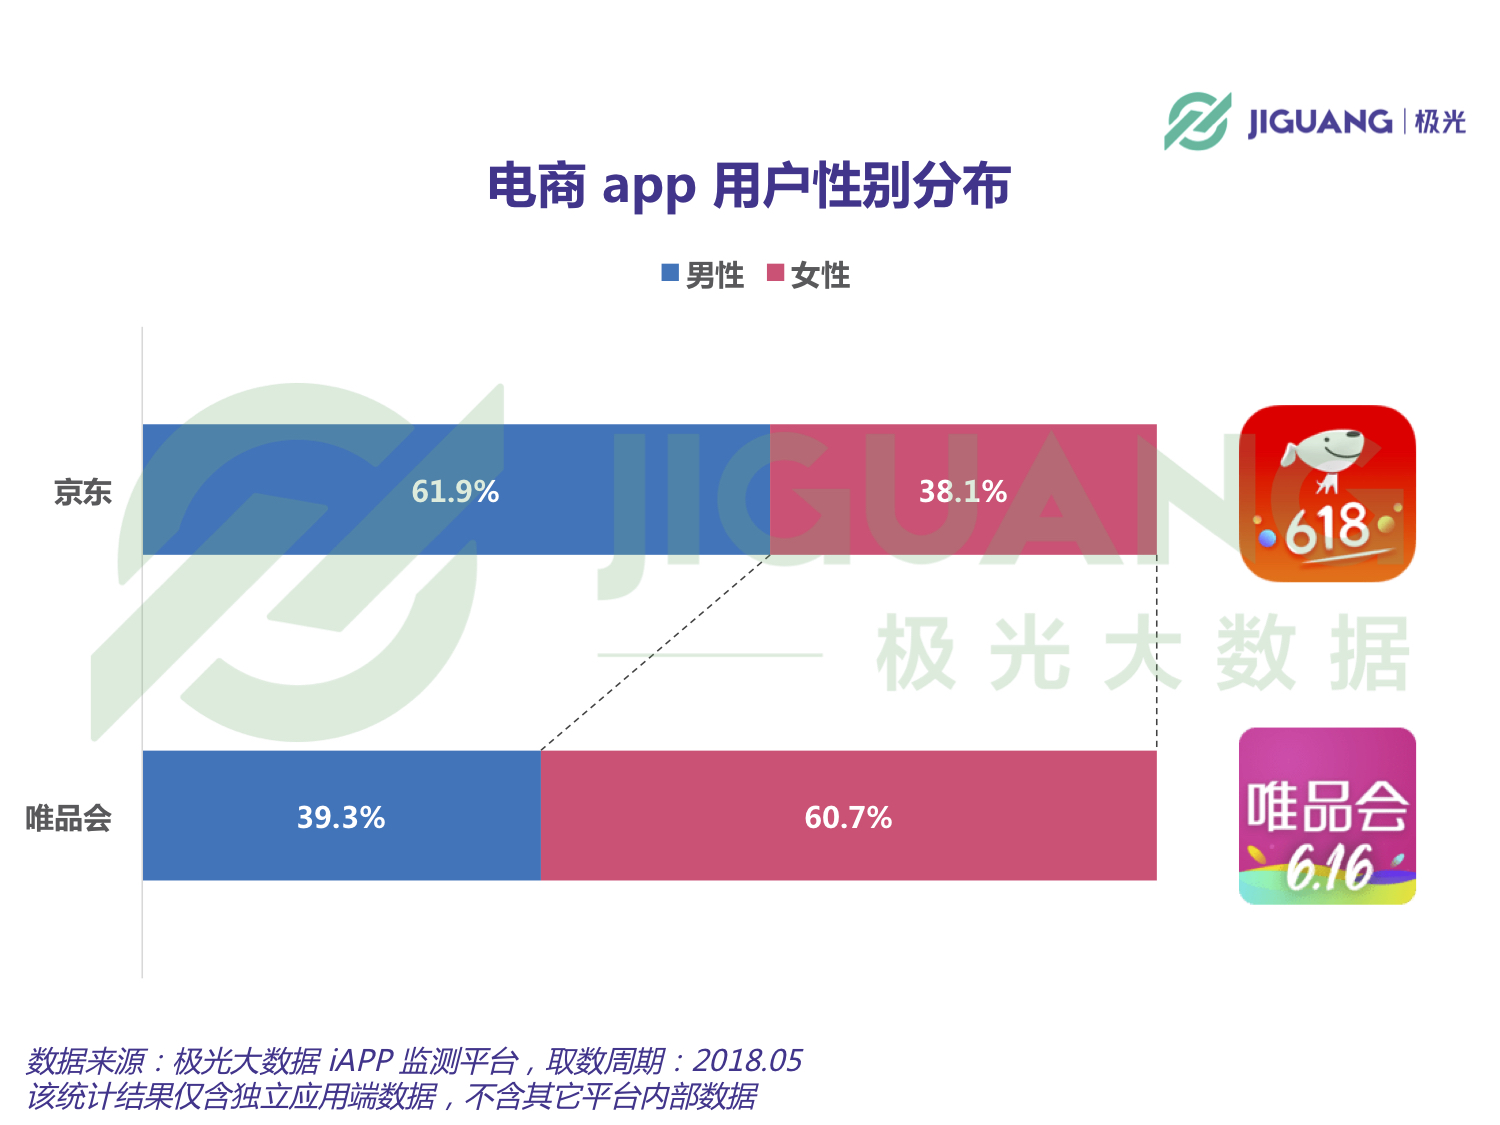 JIGUANG | 极光
电商 app 用户性别分布
男性 女性
京东
61.9%
38.1%
618
JIGUANG
极光大数据
唯品会
39.3%
60.7%
唯品会
6.16
数据来源：极光大数据 iAPP 监测平台，取数周期：2018.05
该统计结果仅含独立应用端数据，不含其它平台内部数据